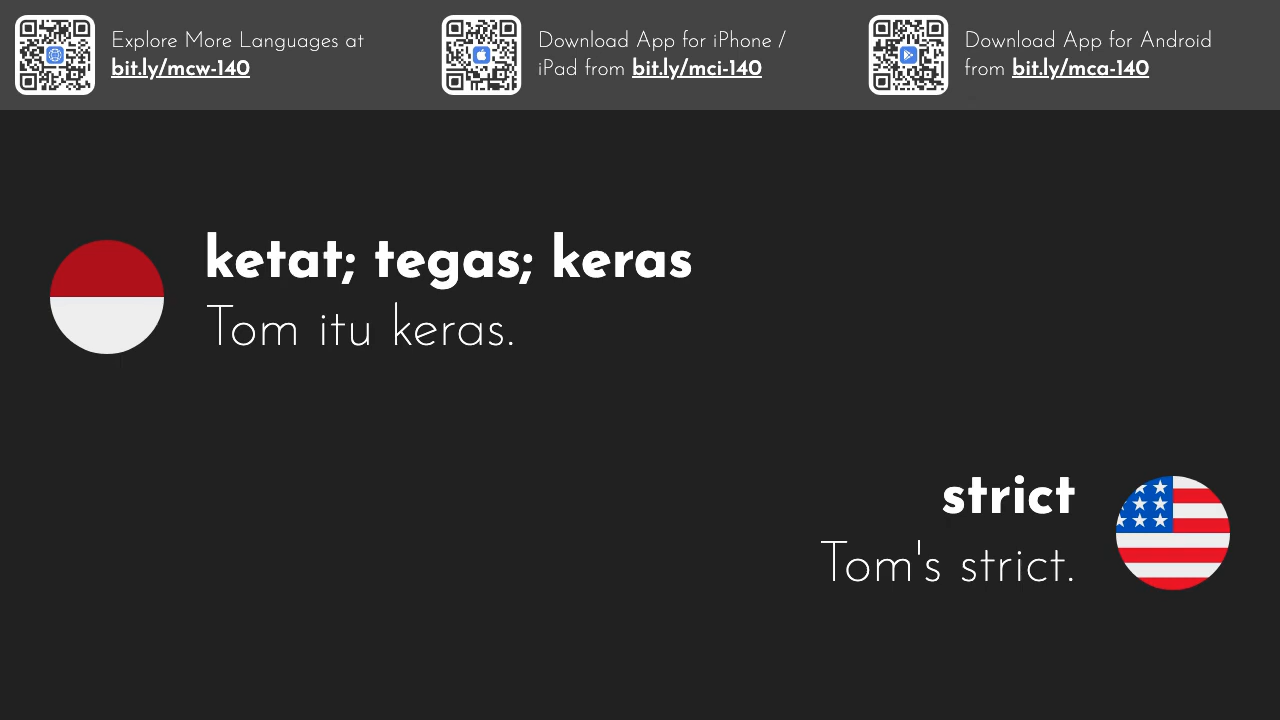 Explore More Languages at
bit.ly/mcw-140
Download App for iPhone /
iPad from bit.ly/mci-140
Download App for Android
from bit.ly/mca-140
ketat; tegas; keras
Tom itu keras.
strict
Tom's strict.